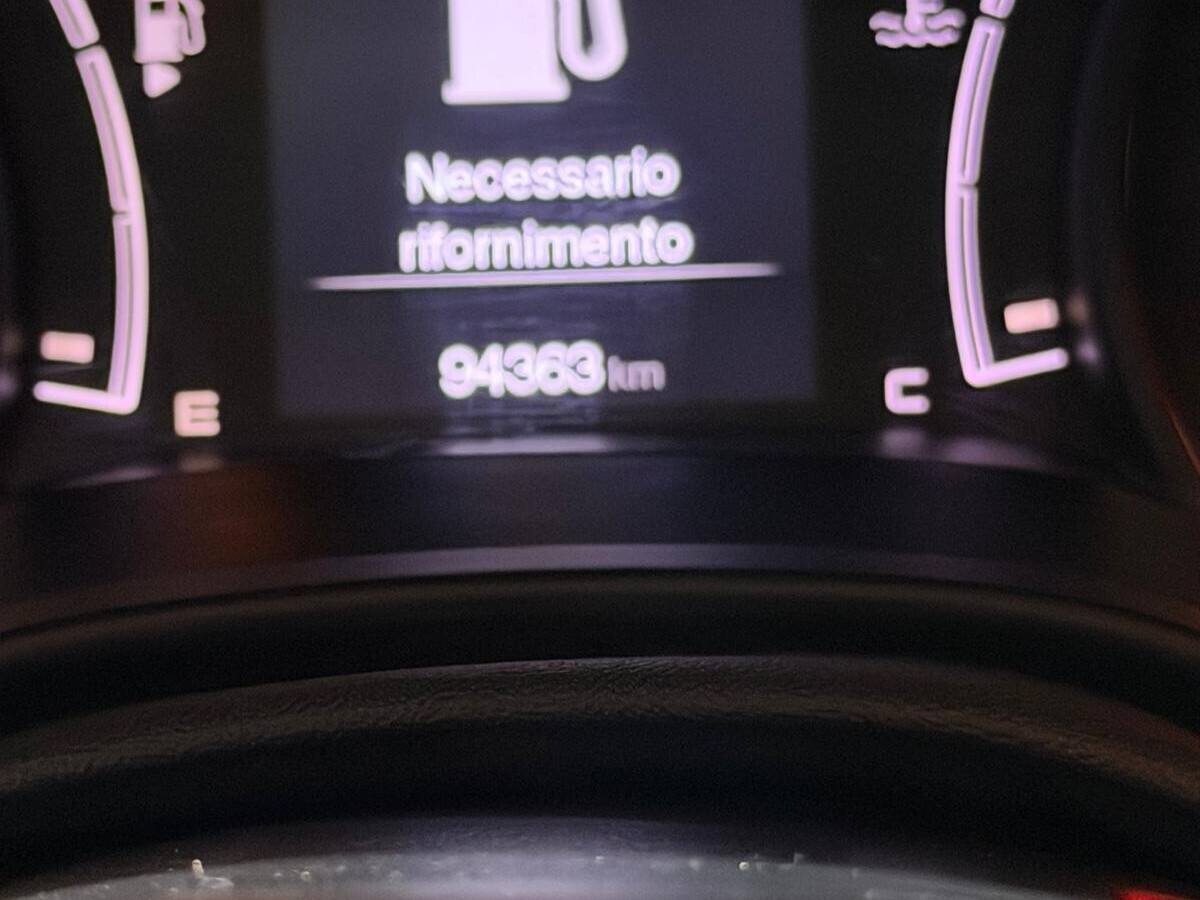 Necessario
rifornimento
94363 km
E
C